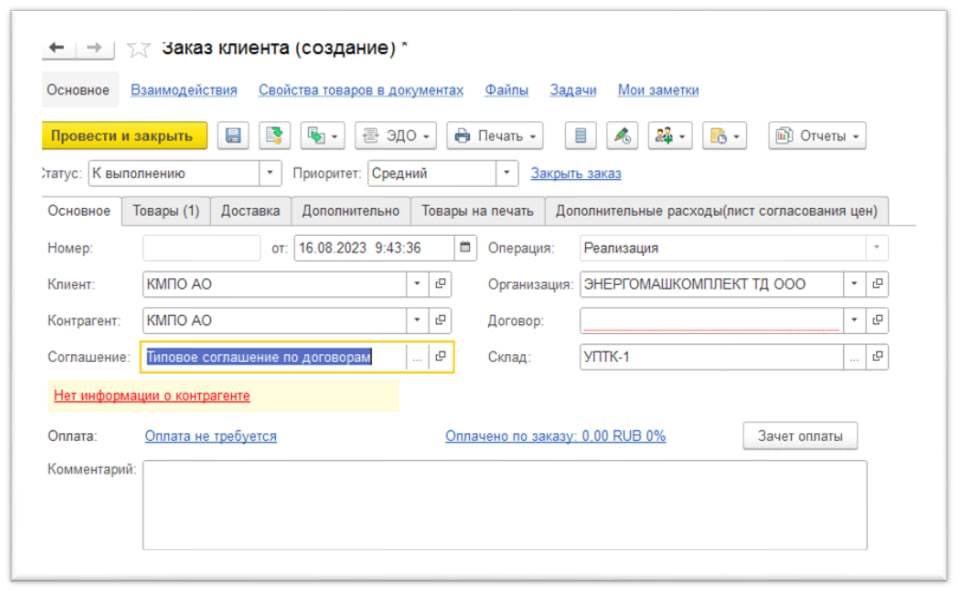 Заказ клиента (создание) *
Основное Взаимодействия Свойства товаров в документах Файлы Задачи Мои заметки
Провести и закрыть ЭДО Печать Отчеты
Статус: К выполнению Приоритет: Средний Закрыть заказ
Основное Товары (1) Доставка Дополнительно Товары на печать Дополнительные расходы(лист согласования цен)
Номер: от: 16.08.2023 9:43:36 Операция: Реализация
Клиент: КМПО АО Организация: ЭНЕРГОМАШКОМПЛЕКТ ТД ООО
Контрагент: КМПО АО Договор:
Соглашение: Типовое соглашение по договорам ... Склад: УПТК-1 ...
Нет информации о контрагенте
Оплата: Оплата не требуется Оплачено по заказу: 0.00 RUB 0% Зачет оплаты
Комментарий: